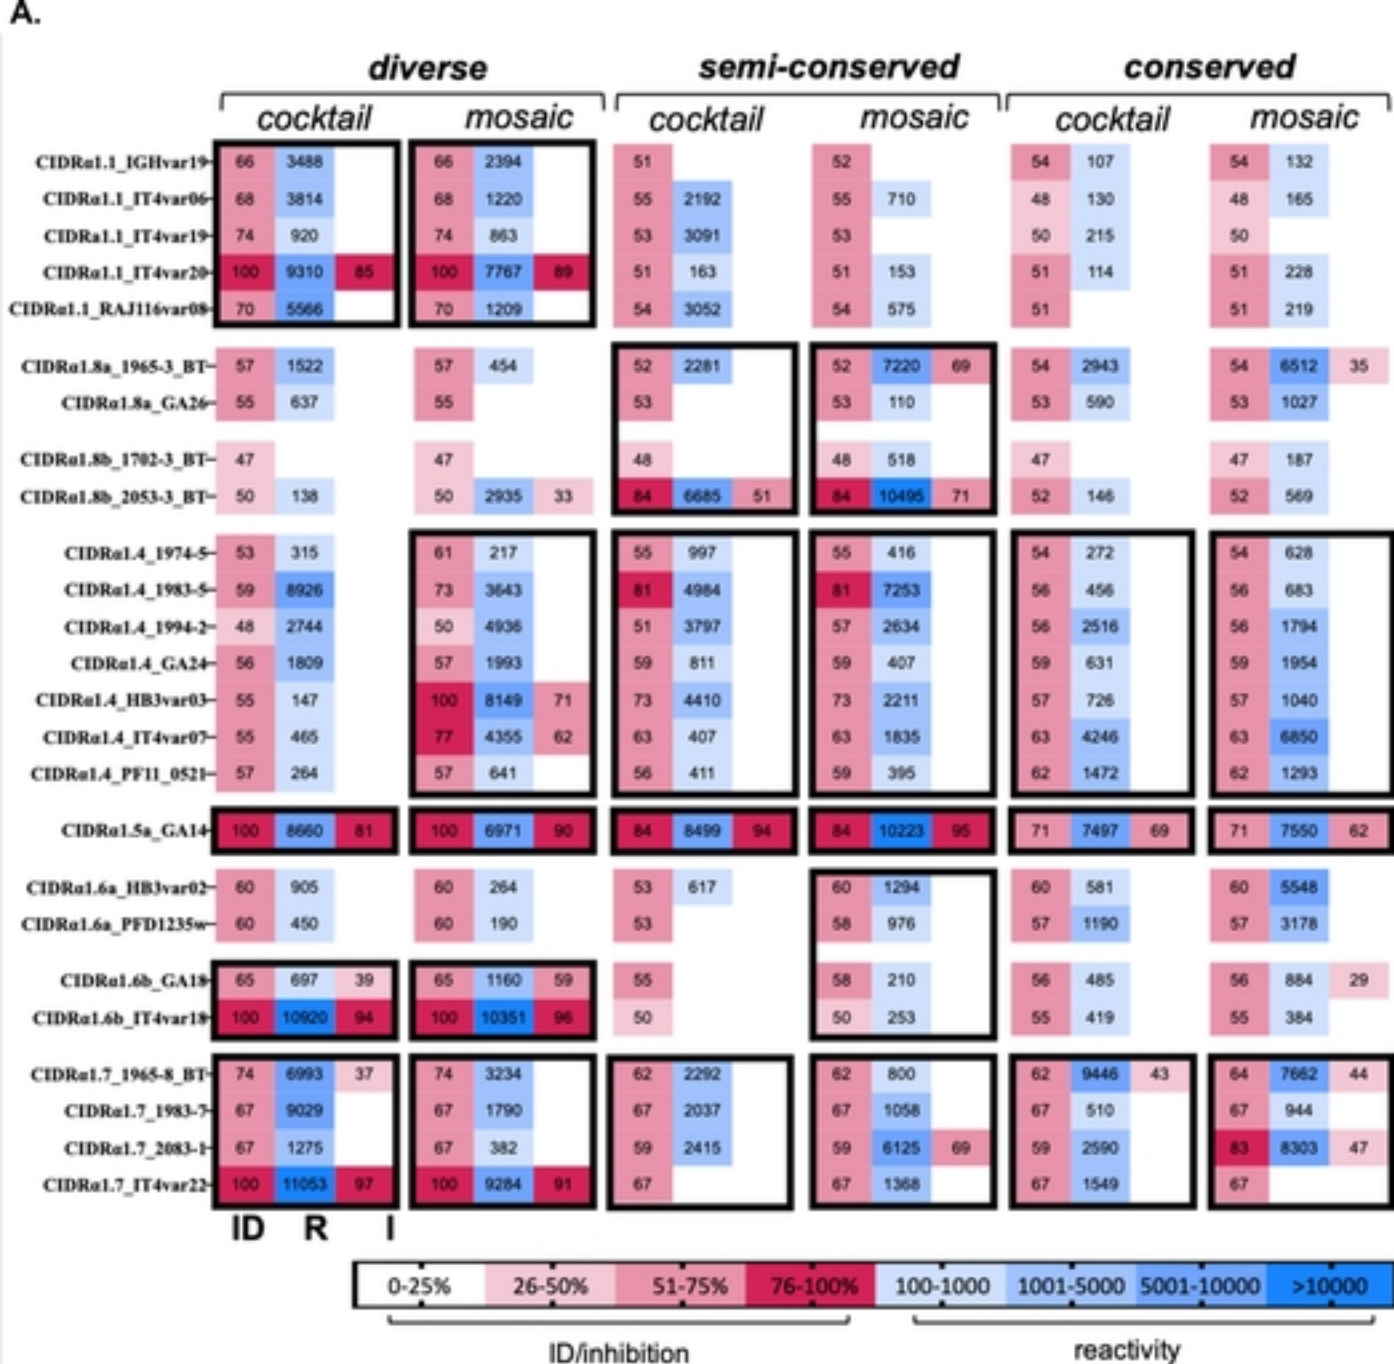 A.
diverse semi-conserved conserved
cocktail mosaic cocktail mosaic cocktail mosaic
CIDRα1.1_IGHvar19 66 3488 66 2394 51 52 54 107 54 132
CIDRα1.1_IT4var06 68 3814 68 1220 55 2192 55 710 48 130 48 165
CIDRa1.1_IT4var19 74 920 74 863 53 3091 53 50 215 50
CIDRα1.1_IT4var20 100 9310 85 100 7767 89 51 163 51 153 51 114 51 228
CIDRα1.1_RAJ116var08 70 5566 70 1209 54 3052 54 575 51 51 219
CIDRα1.8a_1965-3_BT 57 1522 57 454 52 2281 52 7220 69 54 2943 54 6512 35
CIDRα1.8a_GA26 55 637 55 53 53 110 53 590 53 1027
CIDRα1.8b_1702-3_BT 47 47 48 48 518 47 47 187
CIDRα1.8b_2053-3_BT 50 138 50 2935 33 84 6685 51 84 10495 71 52 146 52 569
CIDRα1.4_1974-5 53 315 61 217 55 997 55 416 54 272 54 628
CIDRα1.4_1983-5 59 8926 73 3643 81 4984 81 7253 56 456 56 683
CIDRα1.4_1994-2 48 2744 50 4936 51 3797 57 2634 56 2516 56 1794
CIDRα1.4_GA24 56 1809 57 1993 59 811 59 407 59 631 59 1954
CIDRα1.4_HB3var03 55 147 100 8149 71 73 4410 73 2211 57 726 57 1040
CIDRα1.4_IT4var07 55 465 77 4355 62 63 407 63 1835 63 4246 63 6850
CIDRα1.4_PF11_0521 57 264 57 641 56 411 59 395 62 1472 62 1293
CIDRα1.5a_GA14 100 8660 81 100 6971 90 84 8499 94 84 10223 95 71 7497 69 71 7550 62
CIDRα1.6a_HB3var02 60 905 60 264 53 617 60 1294 60 581 60 5548
CIDRα1.6a_PFD1235w 60 450 60 190 53 58 976 57 1190 57 3178
CIDRα1.6b_GA18 65 697 39 65 1160 59 55 58 210 56 485 56 884 29
CIDRα1.6b_IT4var18 100 10920 94 100 10351 96 50 50 253 55 419 55 384
CIDRα1.7_1965-8_BT 74 6993 37 74 3234 62 2292 62 800 62 9446 43 64 7662 44
CIDRα1.7_1983-7 67 9029 67 1790 67 2037 67 1058 67 510 67 944
CIDRα1.7_2083-1 67 1275 67 382 59 2415 59 6125 69 59 2590 83 8303 47
CIDRα1.7_IT4var22 100 11053 97 100 9284 91 67 67 1368 67 1549 67
ID R I
0-25% 26-50% 51-75% 76-100% 100-1000 1001-5000 5001-10000 >10000
ID/inhibition reactivity